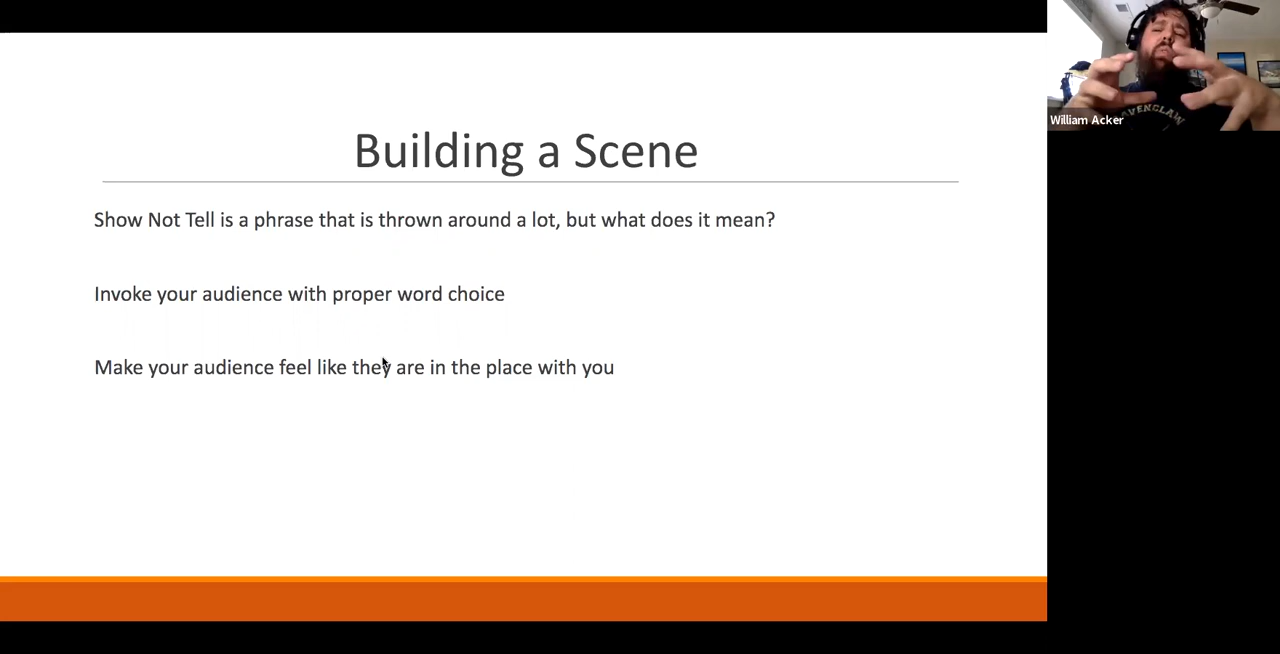 Building a Scene
Show Not Tell is a phrase that is thrown around a lot, but what does it mean?
Invoke your audience with proper word choice
Make your audience feel like they are in the place with you
AVENCLAW
William Acker